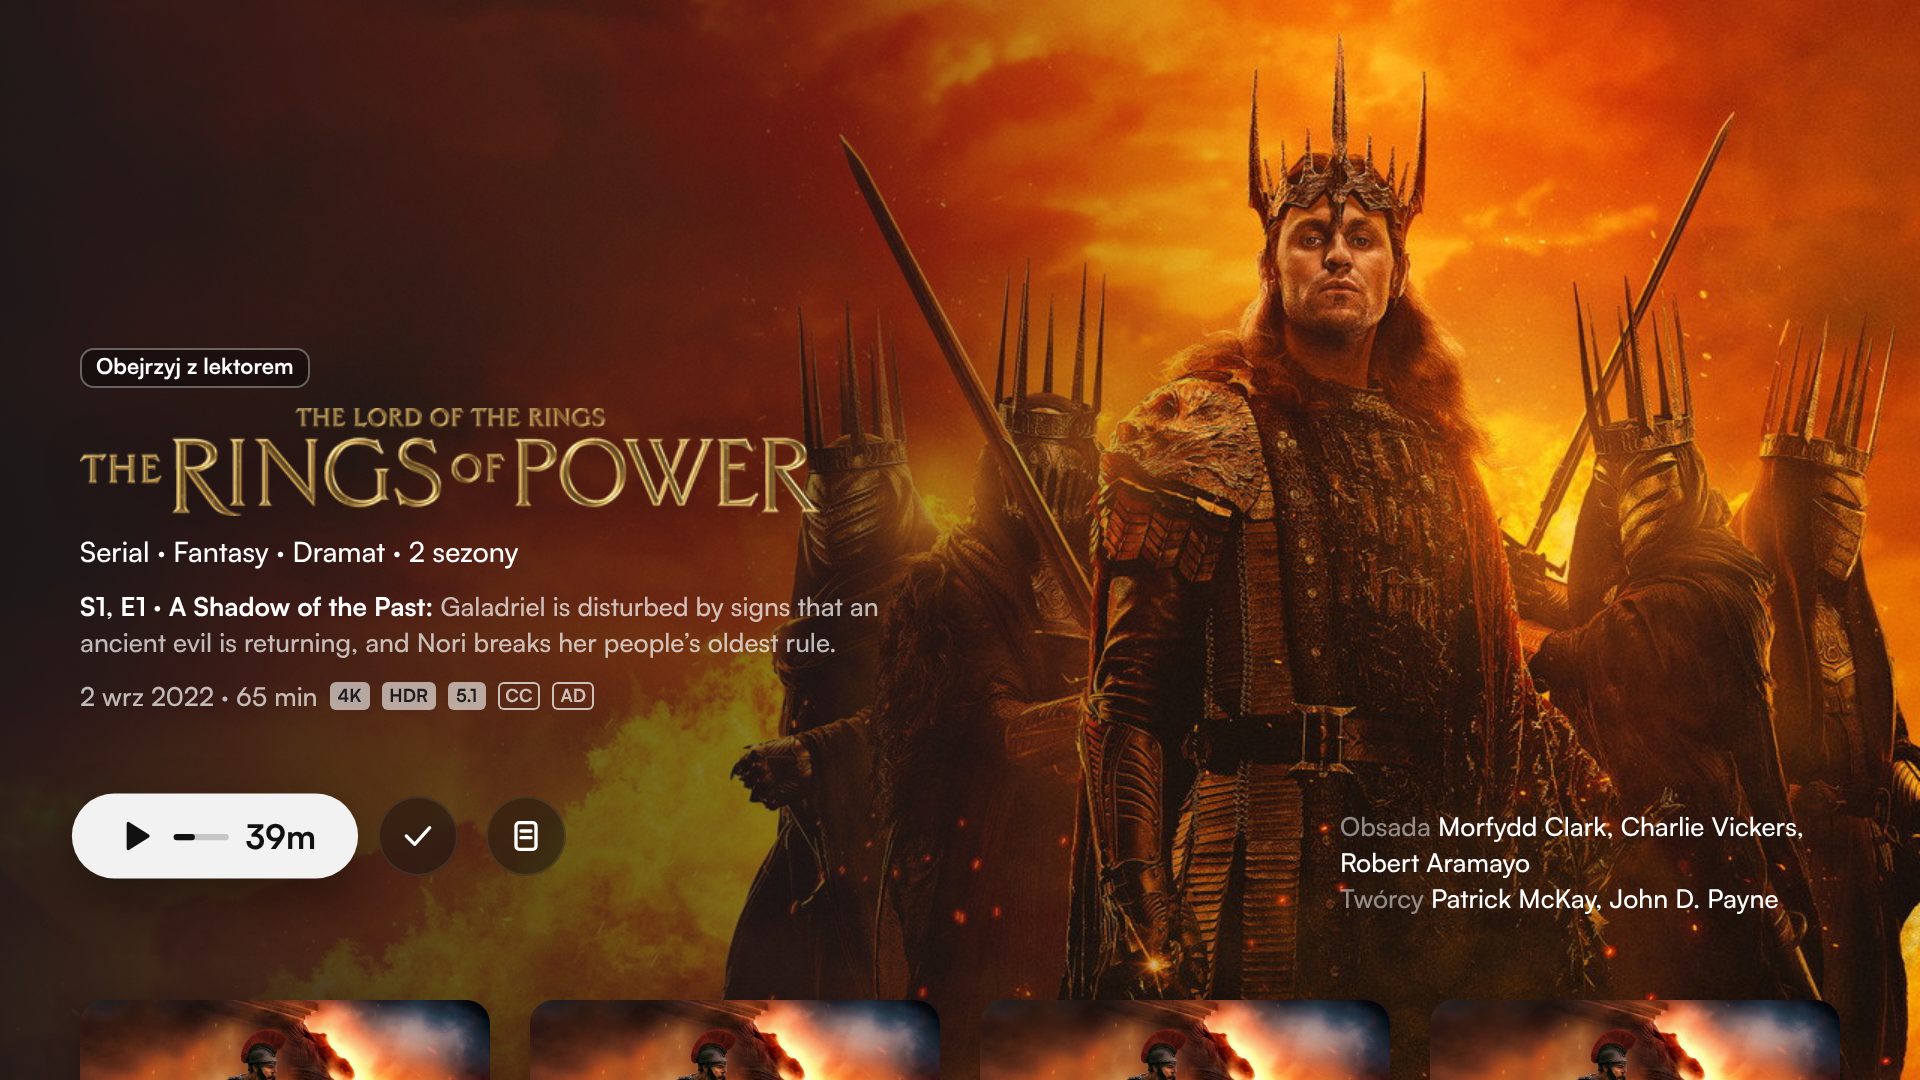 Obejrzyj z lektorem
THE LORD OF THE RINGS
THE RINGS OF POWER
Serial · Fantasy · Dramat · 2 sezony
S1, E1 · A Shadow of the Past: Galadriel is disturbed by signs that an
ancient evil is returning, and Nori breaks her people’s oldest rule.
2 wrz 2022 · 65 min 4K HDR 5.1 CC AD
39m
Obsada Morfydd Clark, Charlie Vickers,
Robert Aramayo
Twórcy Patrick McKay, John D. Payne